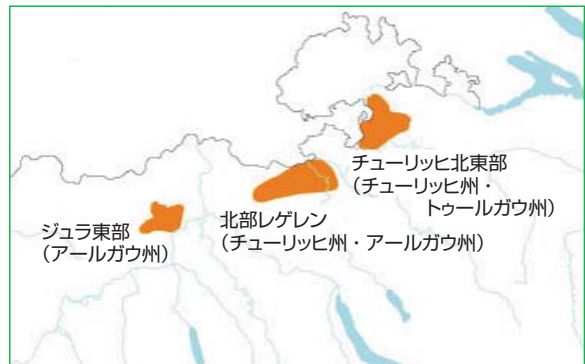 チューリッヒ北東部
（チューリッヒ州・
トゥールガウ州）
北部レゲレン
（チューリッヒ州・アールガウ州）
ジュラ東部
（アールガウ州）